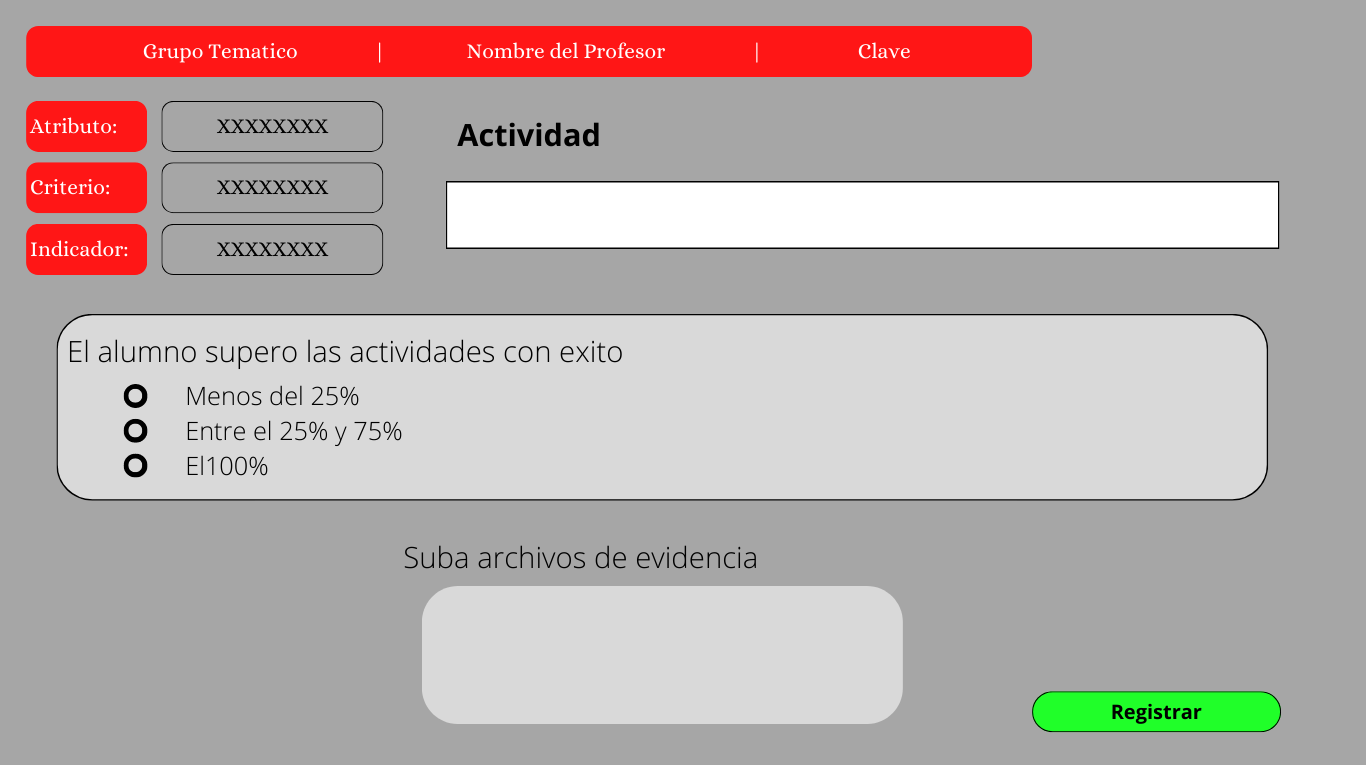 Grupo Tematico | Nombre del Profesor | Clave
Atributo: XXXXXXXX
Criterio: XXXXXXXX
Indicador: XXXXXXXX
Actividad
El alumno supero las actividades con exito
Menos del 25%
Entre el 25% y 75%
El100%
Suba archivos de evidencia
Registrar